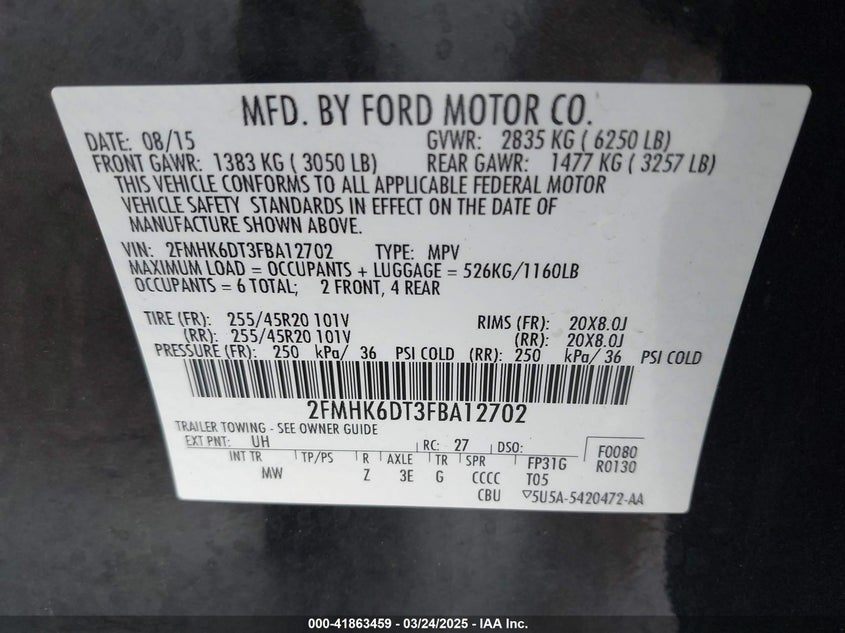 MFD. BY FORD MOTOR CO.
DATE: 08/15 GVWR: 2835 KG ( 6250 LB)
FRONT GAWR: 1383 KG ( 3050 LB) REAR GAWR: 1477 KG ( 3257 LB)
THIS VEHICLE CONFORMS TO ALL APPLICABLE FEDERAL MOTOR
VEHICLE SAFETY STANDARDS IN EFFECT ON THE DATE OF
MANUFACTURE SHOWN ABOVE.
VIN: 2FMHK6DT3FBA12702 TYPE: MPV
MAXIMUM LOAD = OCCUPANTS + LUGGAGE = 526KG/1160LB
OCCUPANTS = 6 TOTAL; 2 FRONT, 4 REAR
TIRE (FR): 255/45R20 101V RIMS (FR): 20X8.0J
(RR): 255/45R20 101V (RR): 20X8.0J
PRESSURE (FR): 250 kPa/ 36 PSI COLD (RR): 250 kPa/ 36 PSI COLD
2FMHK6DT3FBA12702
TRAILER TOWING - SEE OWNER GUIDE
EXT PNT: UH RC: 27 DSO: F0080
INT TR TP/PS R AXLE TR SPR FP31G R0130
MW Z 3E G CCCC T05
CBU ▽5U5A-5420472-AA
000-41863459 - 03/24/2025 - IAA Inc.